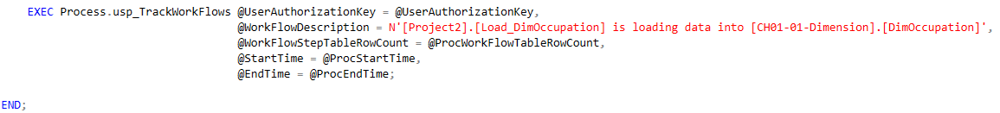 EXEC Process.usp_TrackWorkFlows @UserAuthorizationKey = @UserAuthorizationKey,
@WorkFlowDescription = N'[Project2].[Load_DimOccupation] is loading data into [CH01-01-Dimension].[DimOccupation]',
@WorkFlowStepTableRowCount = @ProcWorkFlowTableRowCount,
@StartTime = @ProcStartTime,
@EndTime = @ProcEndTime;
END;